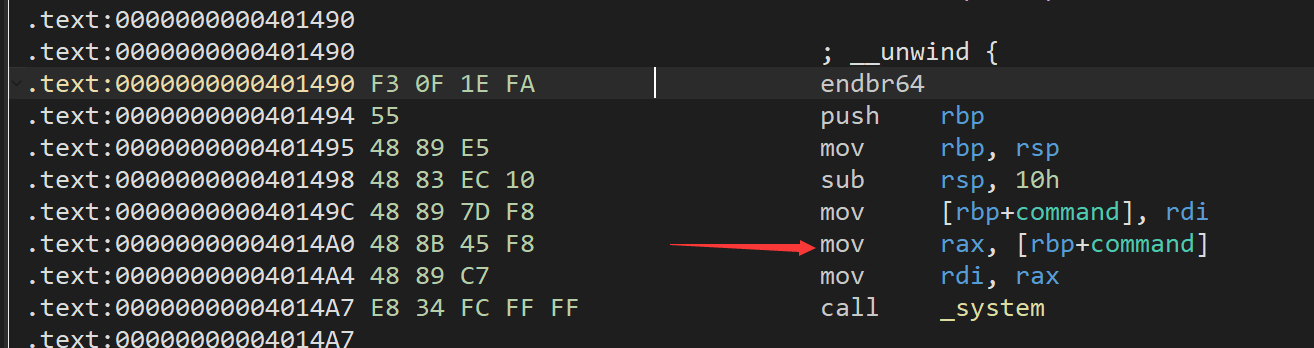 .text:0000000000401490
.text:0000000000401490 ; __unwind {
.text:0000000000401490 F3 0F 1E FA endbr64
.text:0000000000401494 55 push rbp
.text:0000000000401495 48 89 E5 mov rbp, rsp
.text:0000000000401498 48 83 EC 10 sub rsp, 10h
.text:000000000040149C 48 89 7D F8 mov [rbp+command], rdi
.text:00000000004014A0 48 8B 45 F8 mov rax, [rbp+command]
.text:00000000004014A4 48 89 C7 mov rdi, rax
.text:00000000004014A7 E8 34 FC FF FF call _system
.text:00000000004014A7